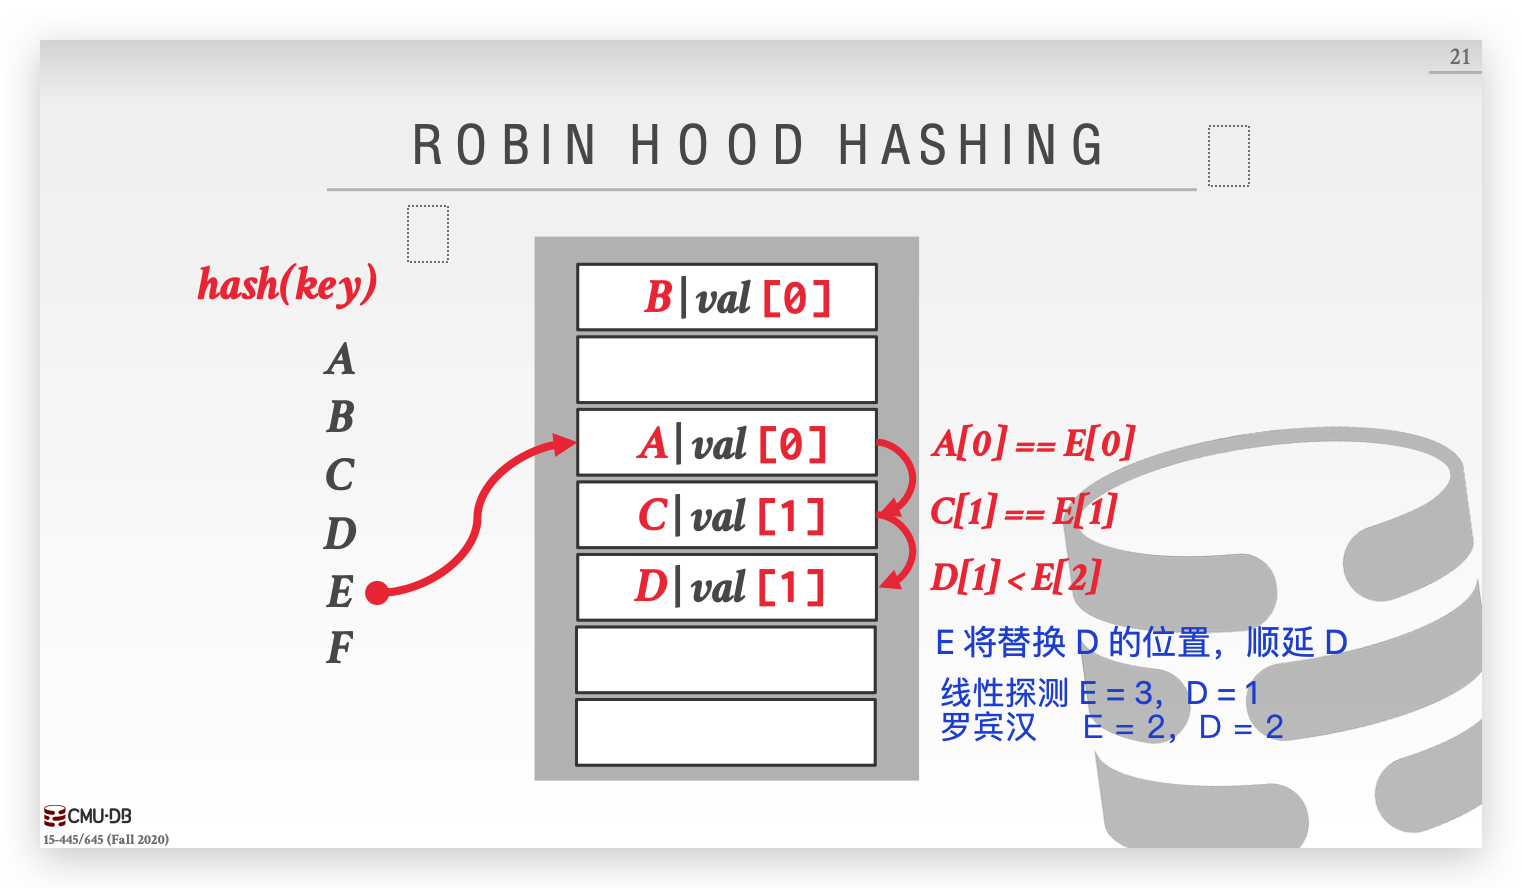 21
ROBIN HOOD HASHING
hash(key)
A
B
C
D
E
F
B|val [0]
A|val [0]
C|val [1]
D|val [1]
A[0] == E[0]
C[1] == E[1]
D[1] < E[2]
E 将替换 D 的位置，顺延 D
线性探测 E = 3，D = 1
罗宾汉 E = 2，D = 2
CMU·DB
15-445/645 (Fall 2020)